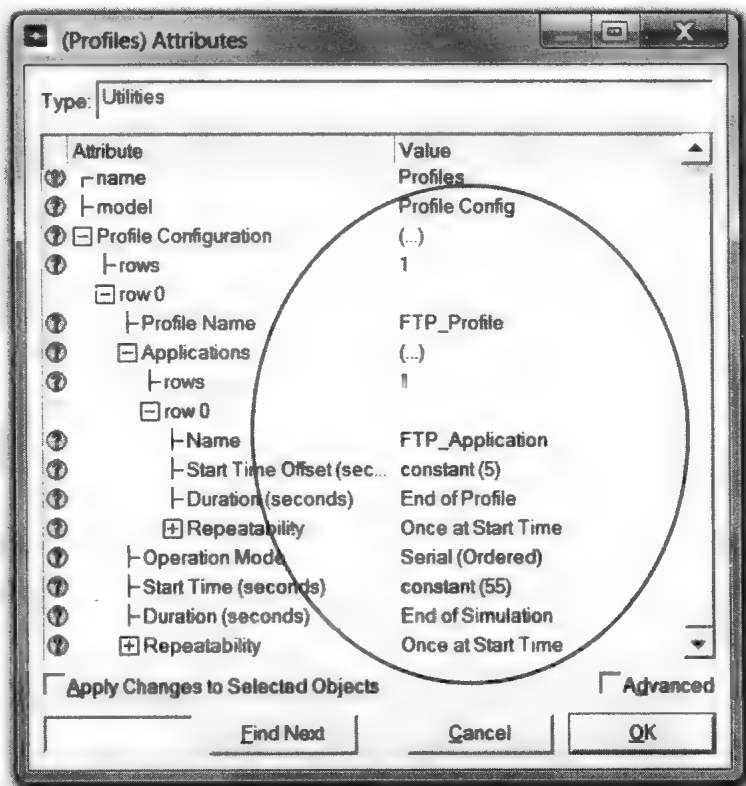 (Profiles) Attributes
Type: Utilities
Attribute Value
name Profiles
model Profile Config
Profile Configuration (...)
rows 1
row 0
Profile Name FTP_Profile
Applications (...)
rows 1
row 0
Name FTP_Application
Start Time Offset (sec... constant (5)
Duration (seconds) End of Profile
Repeatability Once at Start Time
Operation Mode Serial (Ordered)
Start Time (seconds) constant (55)
Duration (seconds) End of Simulation
Repeatability Once at Start Time
Apply Changes to Selected Objects Advanced
Find Next Cancel OK